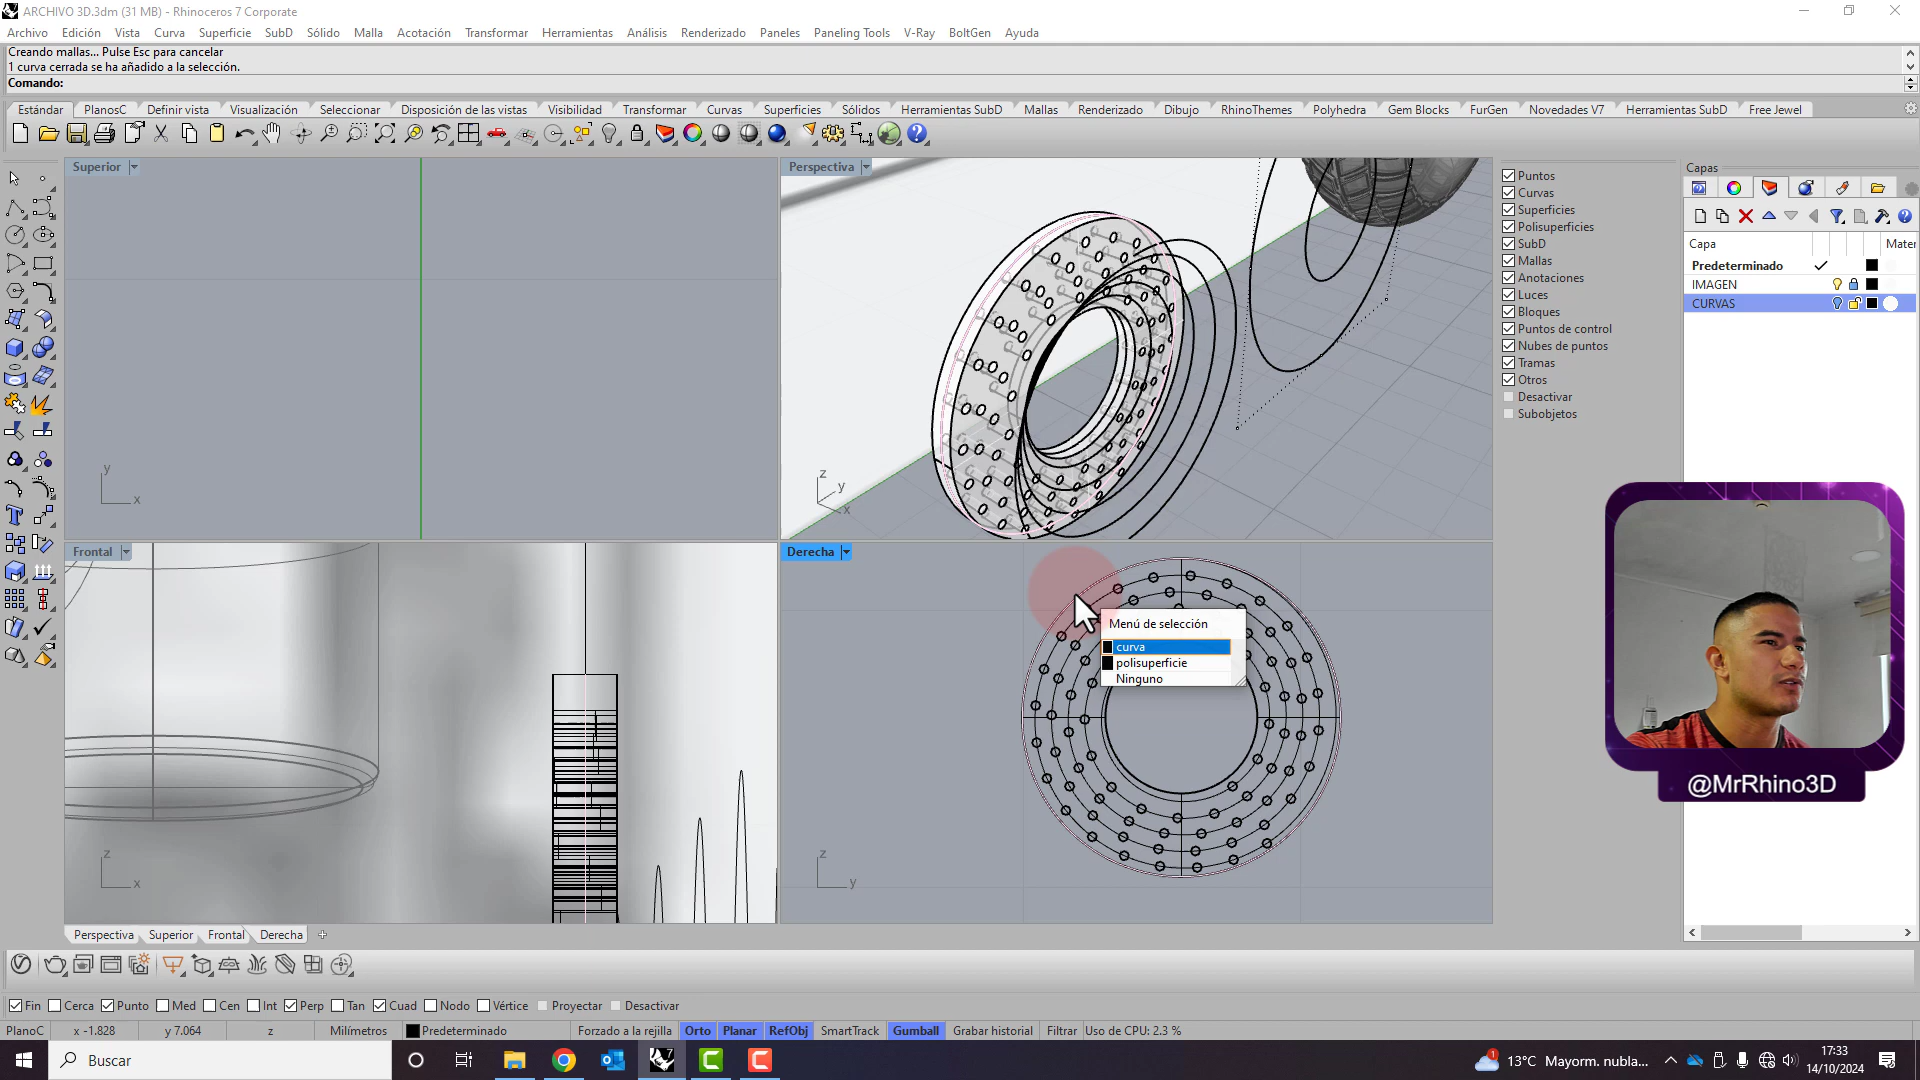 ARCHIVO 3D.3dm (31 MB) - Rhinoceros 7 Corporate
Archivo Edición Vista Curva Superficie SubD Sólido Malla Acotación Transformar Herramientas Análisis Renderizado Paneles Paneling Tools V-Ray BoltGen Ayuda
Creando mallas... Pulse Esc para cancelar
1 curva cerrada se ha añadido a la selección.
Comando:
Estándar PlanosC Definir vista Visualización Seleccionar Disposición de las vistas Visibilidad Transformar Curvas Superficies Sólidos Herramientas SubD Mallas Renderizado Dibujo RhinoThemes Polyhedra Gem Blocks FurGen Novedades V7 Herramientas SubD Free Jewel
Superior
Perspectiva
Puntos
Curvas
Superficies
Polisuperficies
SubD
Mallas
Anotaciones
Luces
Bloques
Puntos de control
Nubes de puntos
Tramas
Otros
Desactivar
Subobjetos
Capas
Capa Mater
Predeterminado
IMAGEN
CURVAS
y
x
z
y
x
Frontal
Derecha
Menú de selección
curva
polisuperficie
Ninguno
z
x
z
y
@MrRhino3D
Perspectiva Superior Frontal Derecha
Fin Cerca Punto Med Cen Int Perp Tan Cuad Nodo Vértice Proyectar Desactivar
PlanoC x -1.828 y 7.064 z Milímetros Predeterminado Forzado a la rejilla Orto Planar RefObj SmartTrack Gumball Grabar historial Filtrar Uso de CPU: 2.3 %
Buscar
7
1
13°C Mayorm. nubla...
17:33
14/10/2024